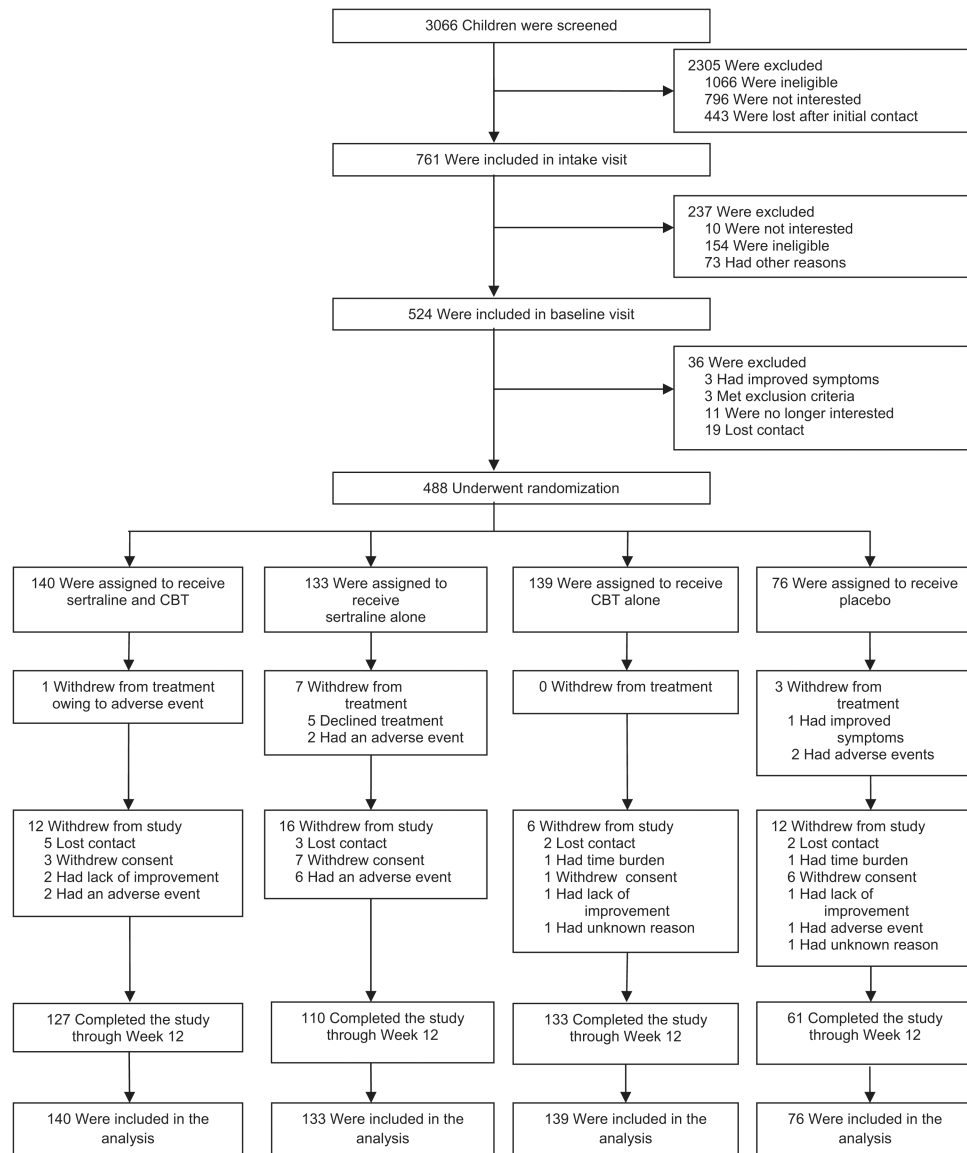 3066 Children were screened
2305 Were excluded
1066 Were ineligible
796 Were not interested
443 Were lost after initial contact
761 Were included in intake visit
237 Were excluded
10 Were not interested
154 Were ineligible
73 Had other reasons
524 Were included in baseline visit
36 Were excluded
3 Had improved symptoms
3 Met exclusion criteria
11 Were no longer interested
19 Lost contact
488 Underwent randomization
140 Were assigned to receive
sertraline and CBT
133 Were assigned to
receive
sertraline alone
139 Were assigned to receive
CBT alone
76 Were assigned to receive
placebo
1 Withdrew from treatment
owing to adverse event
7 Withdrew from
treatment
5 Declined treatment
2 Had an adverse event
0 Withdrew from treatment
3 Withdrew from
treatment
1 Had improved
symptoms
2 Had adverse events
12 Withdrew from study
5 Lost contact
3 Withdrew consent
2 Had lack of improvement
2 Had an adverse event
16 Withdrew from study
3 Lost contact
7 Withdrew consent
6 Had an adverse event
6 Withdrew from study
2 Lost contact
1 Had time burden
1 Withdrew consent
1 Had lack of
improvement
1 Had unknown reason
12 Withdrew from study
2 Lost contact
1 Had time burden
6 Withdrew consent
1 Had lack of
improvement
1 Had adverse event
1 Had unknown reason
127 Completed the study
through Week 12
110 Completed the study
through Week 12
133 Completed the study
through Week 12
61 Completed the study
through Week 12
140 Were included in the
analysis
133 Were included in the
analysis
139 Were included in the
analysis
76 Were included in the
analysis